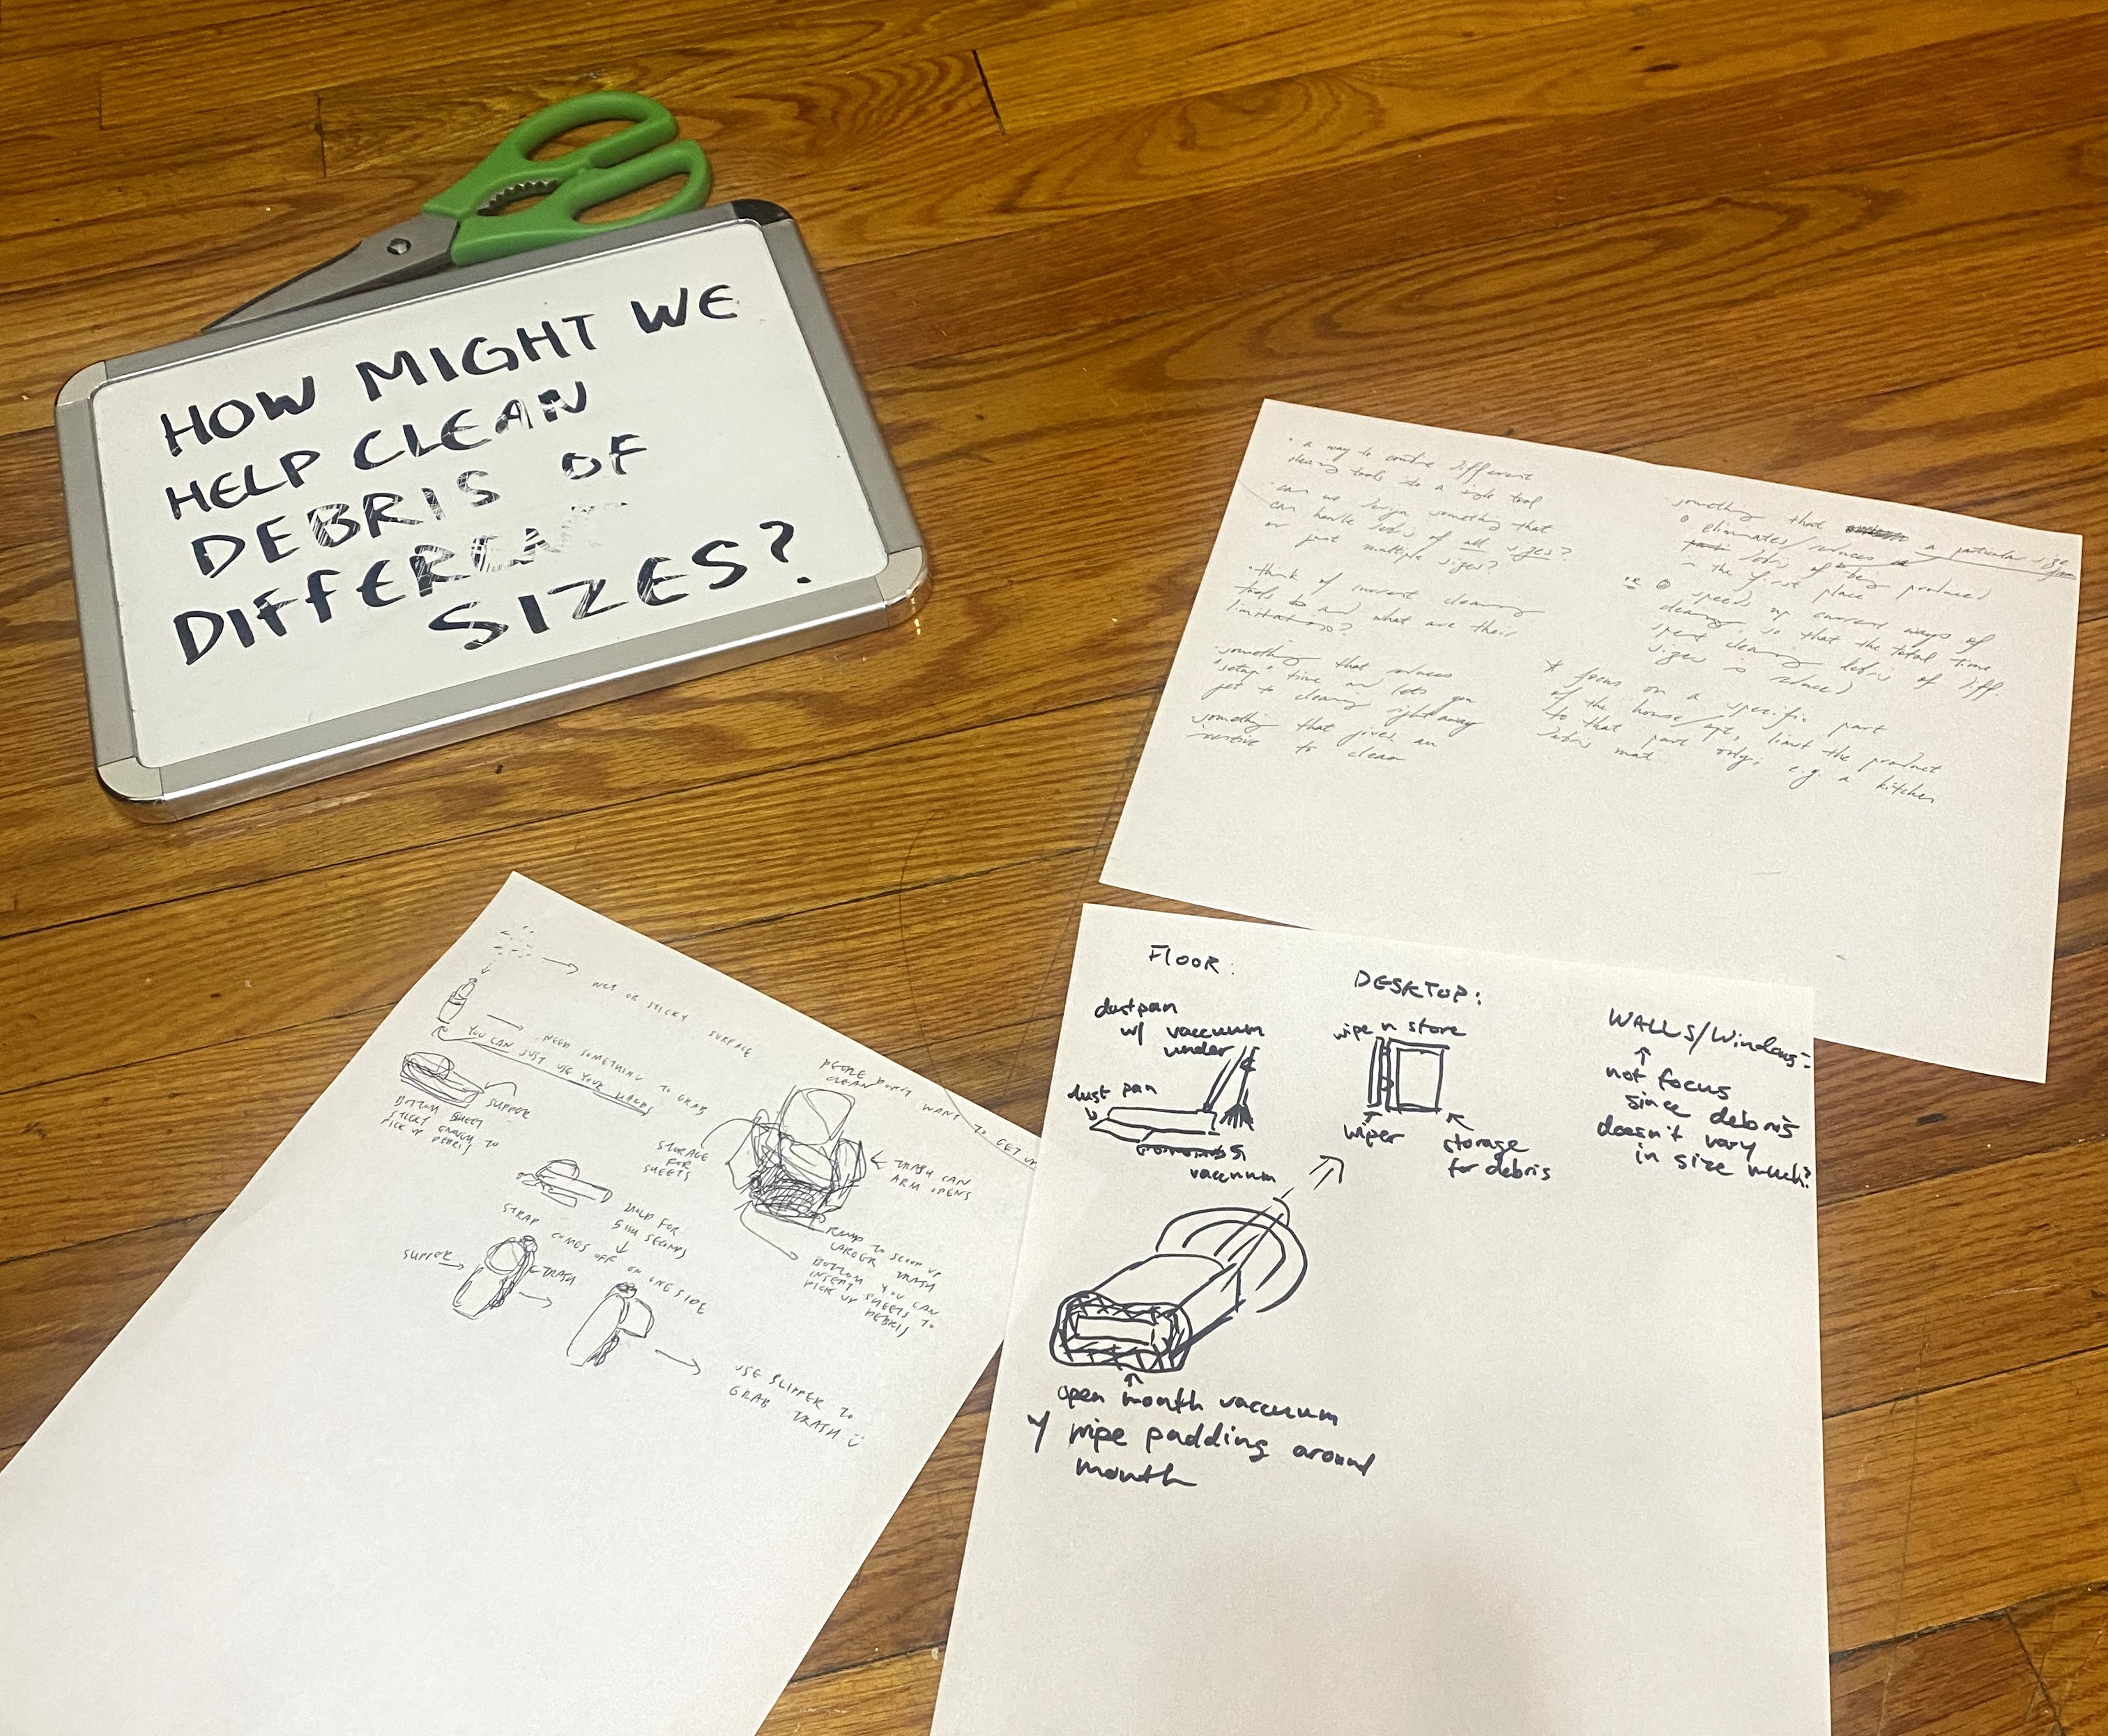 HOW MIGHT WE
HELP CLEAN
DEBRIS OF
DIFFERENT
SIZES?
· a way to combine different
cleaning tools into a single tool
· can we design something that
can handle debris of all sizes?
or just multiple sizes?
· think of current cleaning
tools and what are their
limitations?
· something that reduces
"setup" time and lets you
get to cleaning right away
something that gives an
incentive to clean
something that a particular size
eliminates/reduces
debris of being produced
in the first place
or speeds up current ways of
cleaning so that the total time
spent cleaning debris of diff
sizes is reduced
* focus on a specific part
of the house/apt, limit the product
to that part only, e.g. a kitchen
debris mat
WET OR STICKY SURFACE
NEED SOMETHING TO GRAB
YOU CAN JUST USE YOUR HANDS
SLIPPER
BOTTOM SHEET
STICKY ENOUGH TO
PICK UP DEBRIS
HOLD FOR
5 SECONDS
STRAP
COMES OFF ON ONE SIDE
SLIPPER
TRASH
USE SLIPPER TO
GRAB TRASH
PEOPLE DON'T WANT TO GET UP
CLEAN
STORAGE
FOR
SHEETS
TRASH CAN
ARM OPENS
RAMP TO SCOOP UP
LARGER TRASH
BOTTOM YOU CAN
INSERT SHEETS TO
PICK UP DEBRIS
FLOOR:
dustpan
w/ vaccuum
under
dust pan
vaccuum
DESKTOP:
wipe n store
wiper
storage
for debris
WALLS/Windows:
not focus
since debris
doesn't vary
in size much?
open mouth vaccuum
w/ wipe padding around
mouth